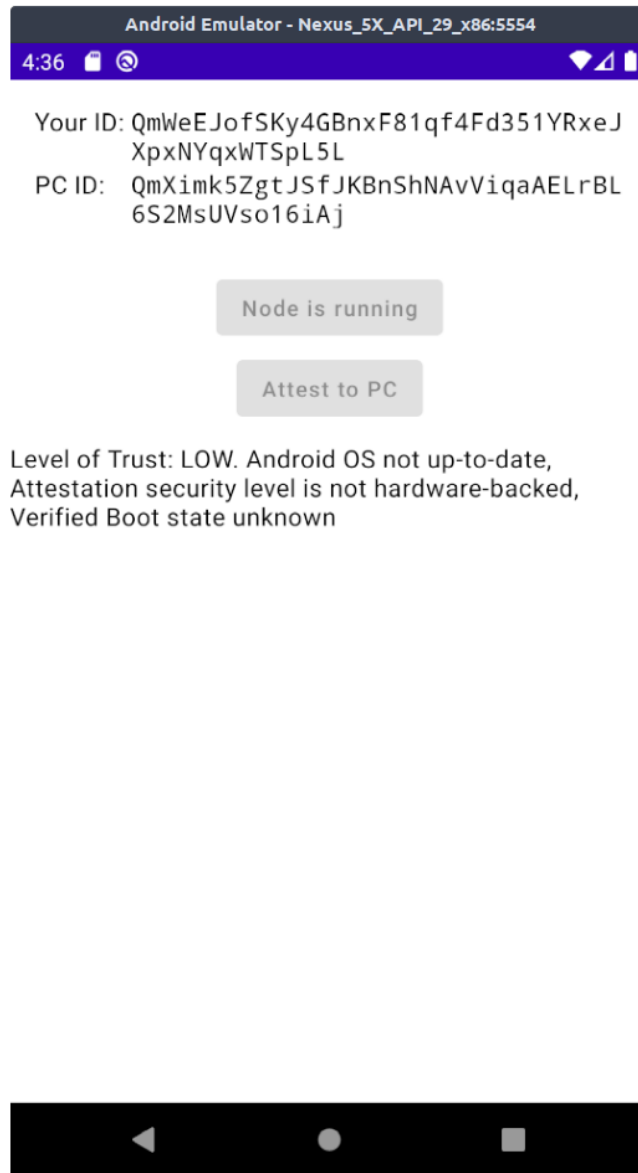 Android Emulator - Nexus_5X_API_29_x86:5554
4:36
Your ID: QmWeEJofSKy4GBnxF81qf4Fd351YRxeJ
XpxNYqxWTSpL5L
PC ID: QmXimk5ZgtJSfJKBnShNAvViqaAELrBL
6S2MsUVso16iAj
Node is running
Attest to PC
Level of Trust: LOW. Android OS not up-to-date,
Attestation security level is not hardware-backed,
Verified Boot state unknown